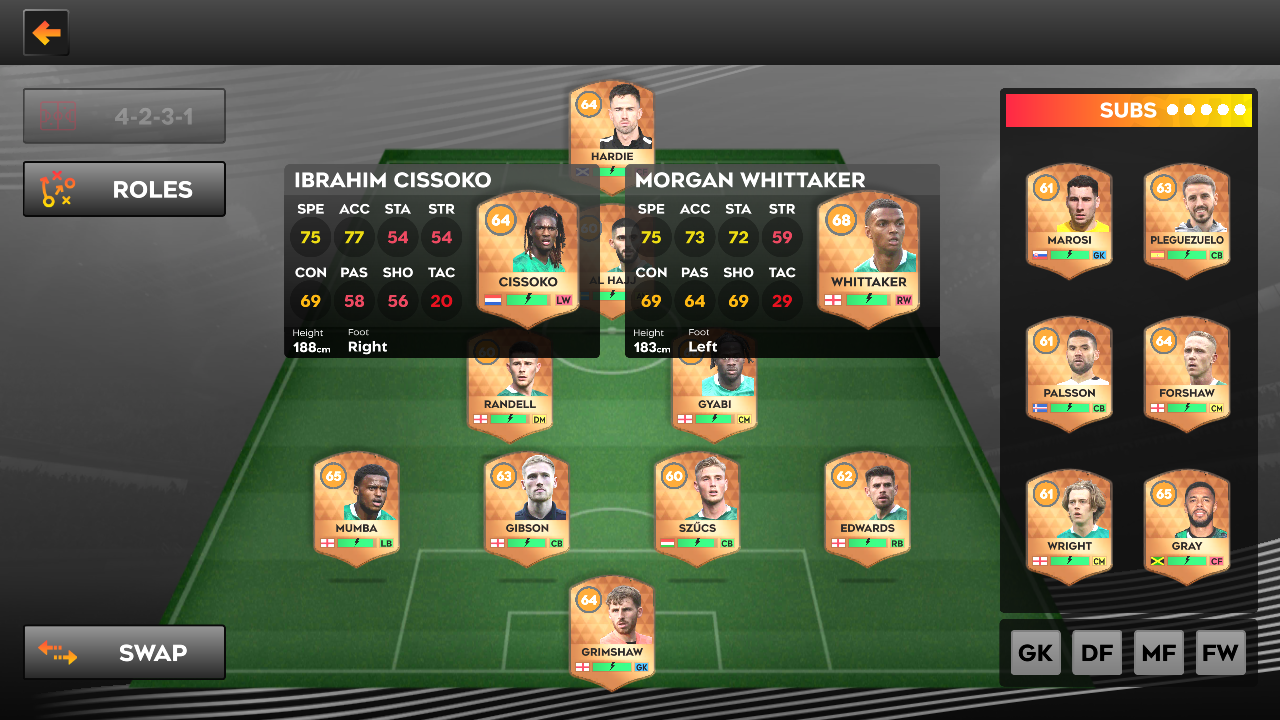 4-2-3-1
ROLES
64
HARDIE
IBRAHIM CISSOKO
SPE ACC STA STR
75 77 54 54
CON PAS SHO TAC
69 58 56 20
Height Foot
188cm Right
64
CISSOKO
LW
MORGAN WHITTAKER
SPE ACC STA STR
75 73 72 59
CON PAS SHO TAC
69 64 69 29
Height Foot
183cm Left
68
WHITTAKER
RW
AL HAJJ
RANDELL
DM
GYABI
CM
65
MUMBA
LB
63
GIBSON
CB
60
SZŰCS
CB
62
EDWARDS
RB
64
GRIMSHAW
GK
SUBS
61
MAROSI
GK
63
PLEGUEZUELO
CB
61
PALSSON
CB
64
FORSHAW
CM
61
WRIGHT
CM
65
GRAY
CF
SWAP
GK DF MF FW